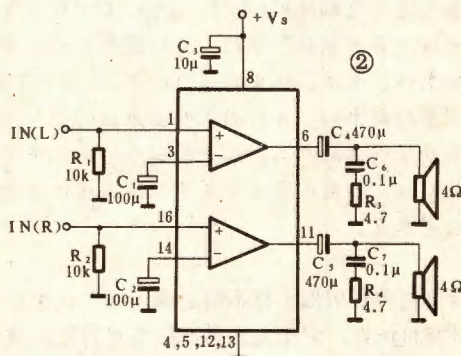 +Vs
C3
10μ
②
8
IN(L)
1
+
6
C4 470μ
3
−
R1
10k
C1
100μ
C6
0.1μ
R3
4.7
4Ω
IN(R)
16
+
11
14
−
R2
10k
C2
100μ
C5
470μ
C7
0.1μ
R4
4.7
4Ω
4,5,12,13